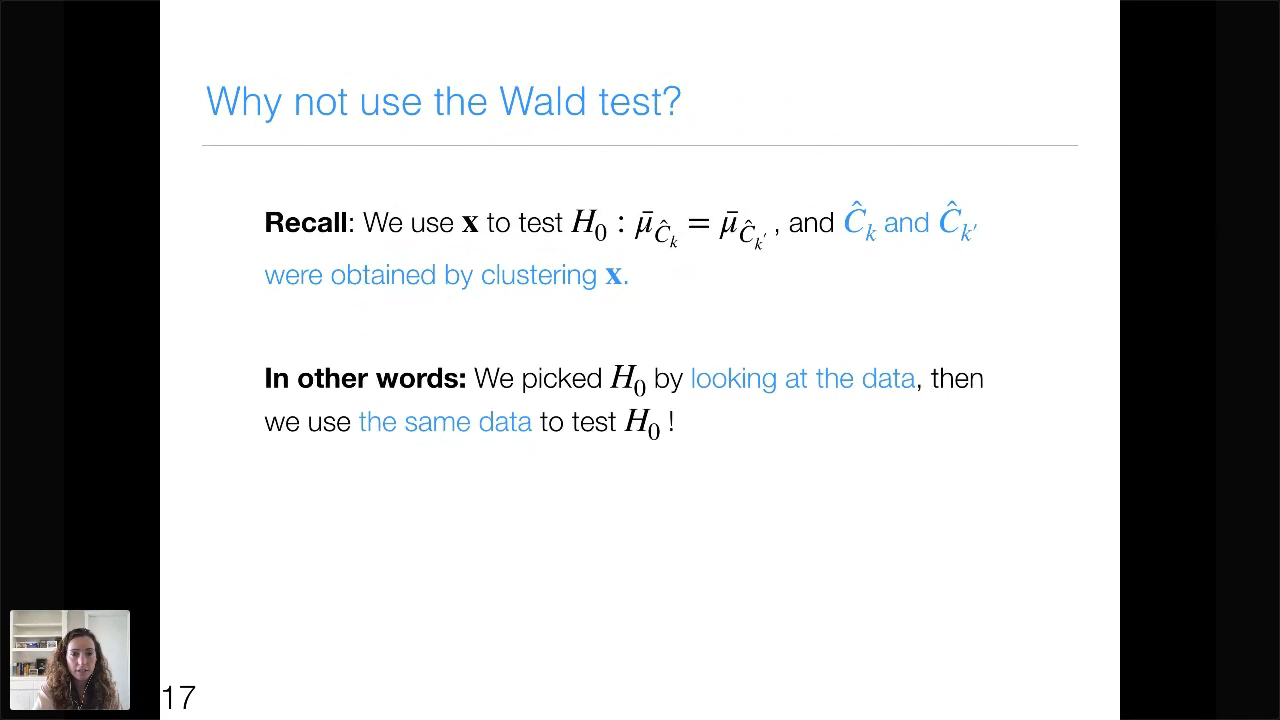 Why not use the Wald test?
Recall: We use x to test H₀ : μ̄_Ĉₖ = μ̄_Ĉₖ′ , and Ĉₖ and Ĉₖ′
were obtained by clustering x.
In other words: We picked H₀ by looking at the data, then
we use the same data to test H₀ !
17